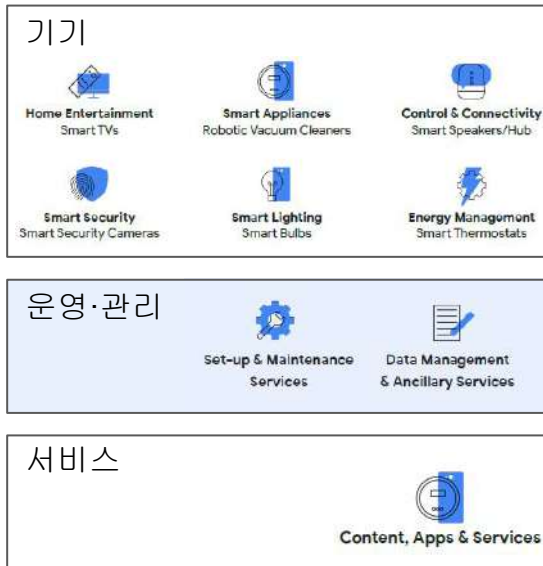 기기
Home Entertainment
Smart TVs
Smart Appliances
Robotic Vacuum Cleaners
Control & Connectivity
Smart Speakers/Hub
Smart Security
Smart Security Cameras
Smart Lighting
Smart Bulbs
Energy Management
Smart Thermostats
운영·관리
Set-up & Maintenance
Services
Data Management
& Ancillary Services
서비스
Content, Apps & Services